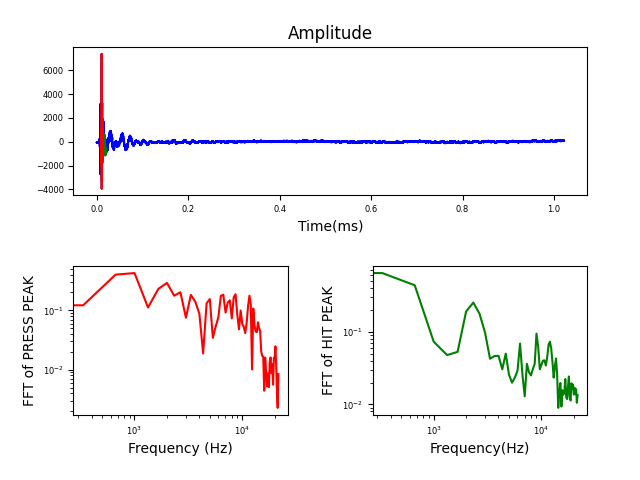 Amplitude
6000
4000
2000
0
−2000
−4000
0.0 0.2 0.4 0.6 0.8 1.0
Time(ms)
FFT of PRESS PEAK
10⁻¹
10⁻²
10³ 10⁴
Frequency (Hz)
FFT of HIT PEAK
10⁻¹
10⁻²
10³ 10⁴
Frequency(Hz)